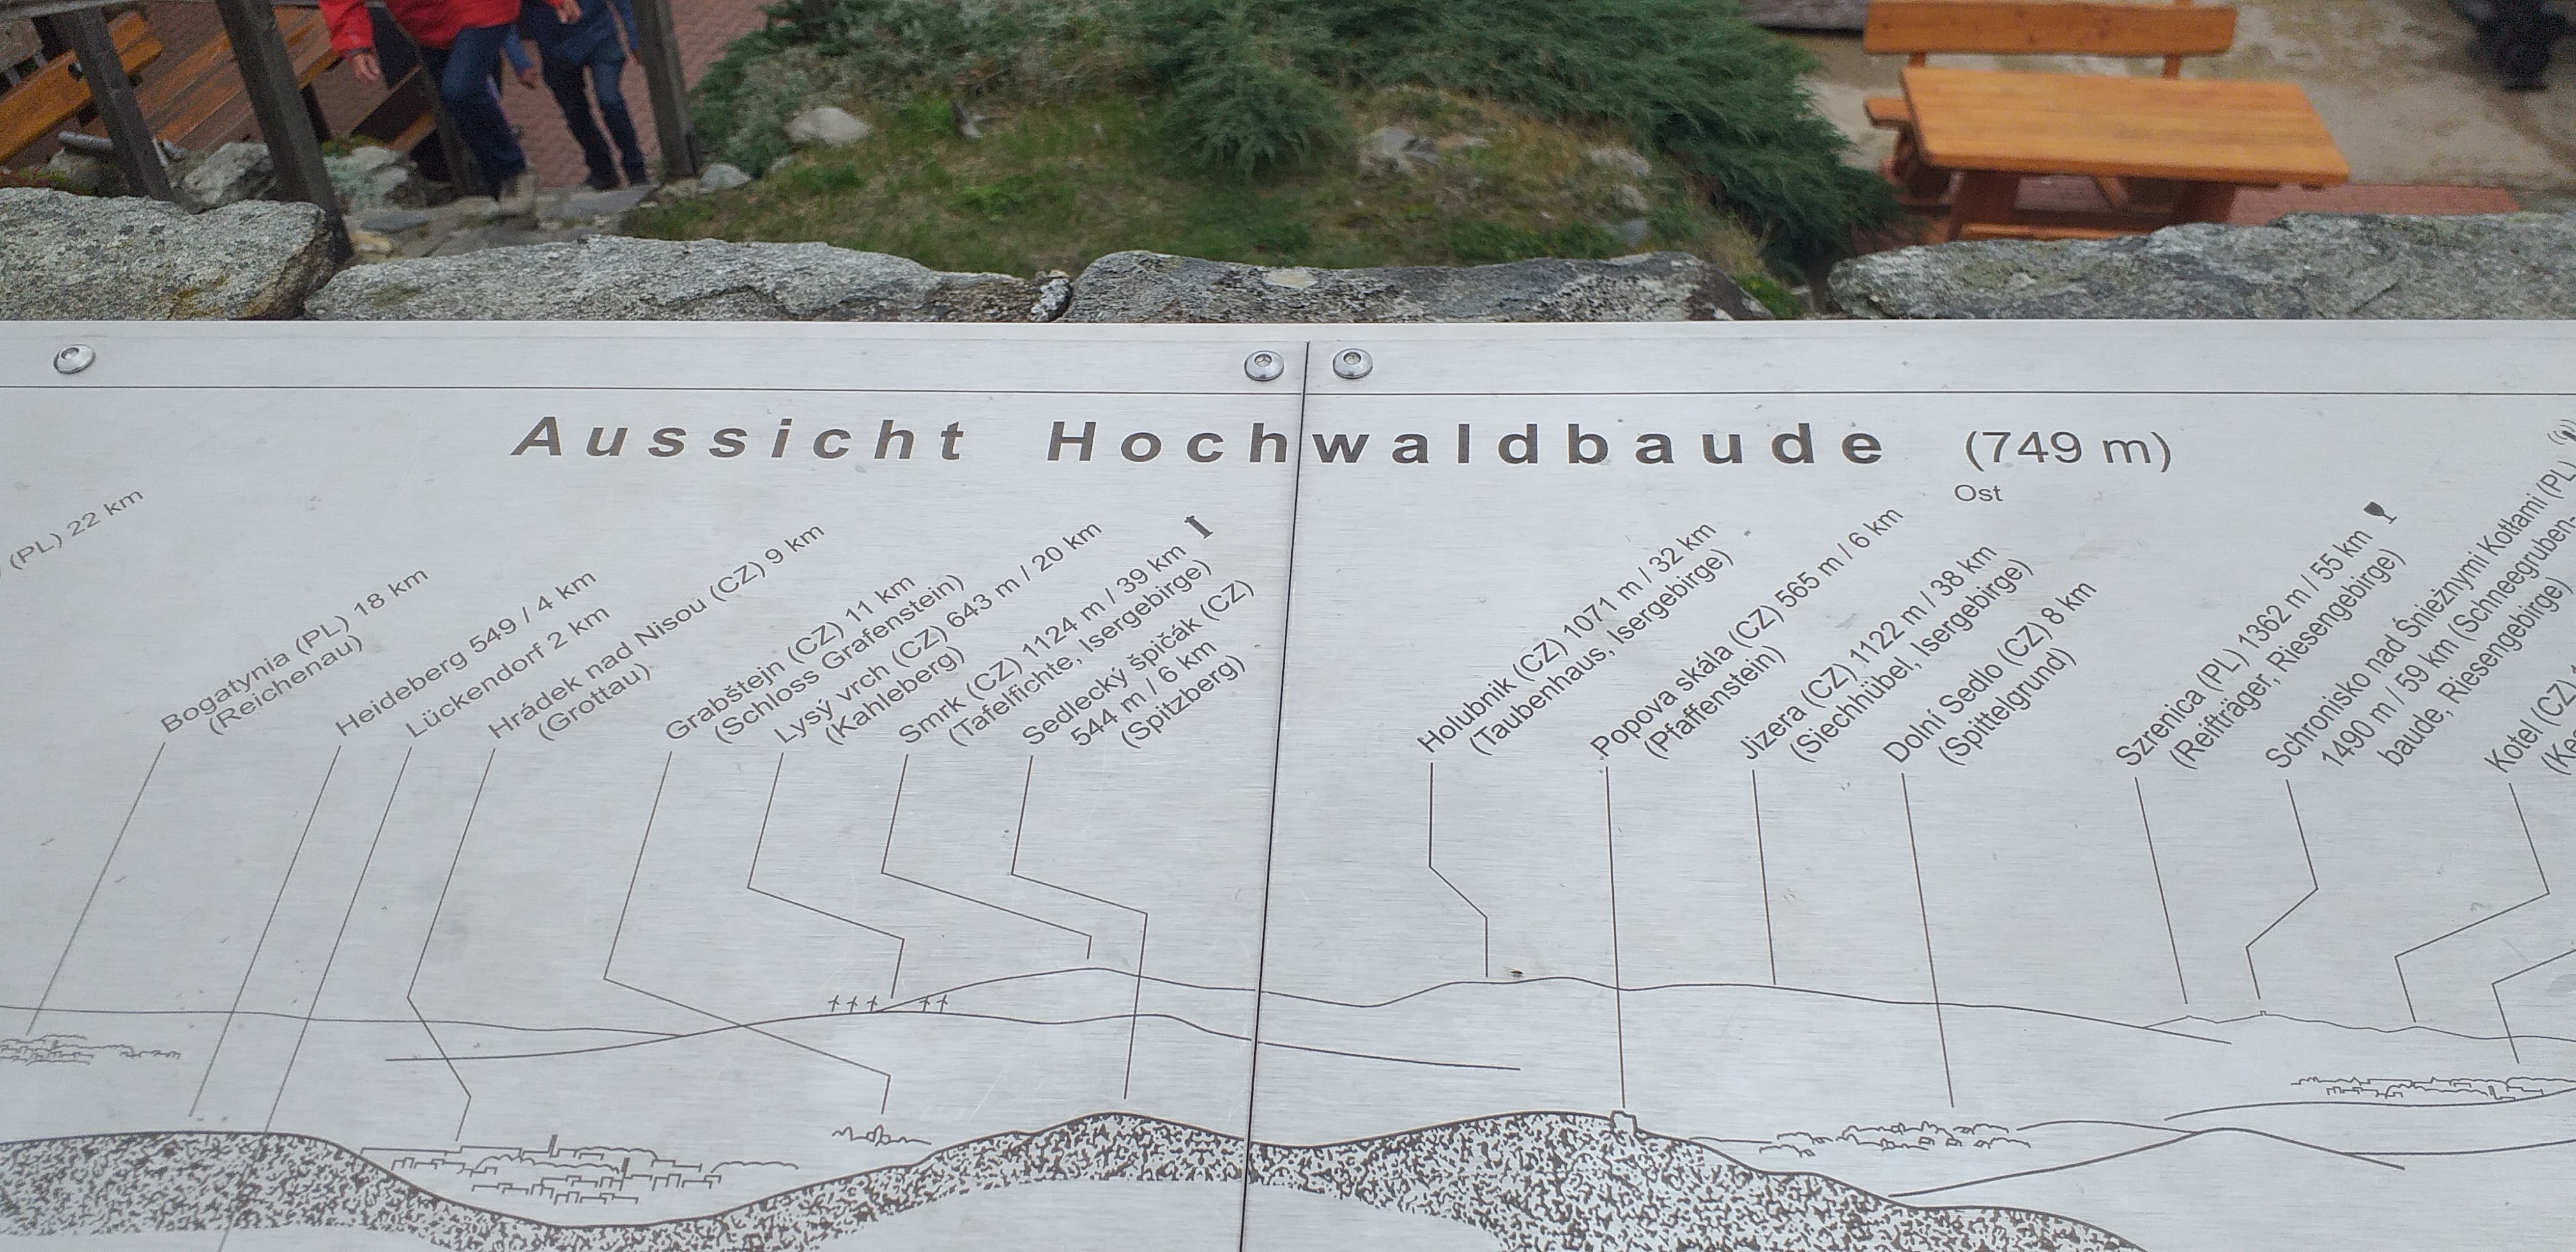 Aussicht Hochwaldbaude (749 m)
Ost
(PL) 22 km
Bogatynia (PL) 18 km
(Reichenau)
Heideberg 549 / 4 km
Lückendorf 2 km
Hrádek nad Nisou (CZ) 9 km
(Grottau)
Grabštejn (CZ) 11 km
(Schloss Grafenstein)
Lysý vrch (CZ) 643 m / 20 km
(Kahleberg)
Smrk (CZ) 1124 m / 39 km
(Tafelfichte, Isergebirge)
Sedlecký špičák (CZ)
544 m / 6 km
(Spitzberg)
Holubnik (CZ) 1071 m / 32 km
(Taubenhaus, Isergebirge)
Popova skála (CZ) 565 m / 6 km
(Pfaffenstein)
Jizera (CZ) 1122 m / 38 km
(Siechhübel, Isergebirge)
Dolní Sedlo (CZ) 8 km
(Spittelgrund)
Szrenica (PL) 1362 m / 55 km
(Reifträger, Riesengebirge)
Schronisko nad Śnieżnymi Kotłami (PL)
1490 m / 59 km (Schneegruben-
baude, Riesengebirge)
Kotel (CZ)